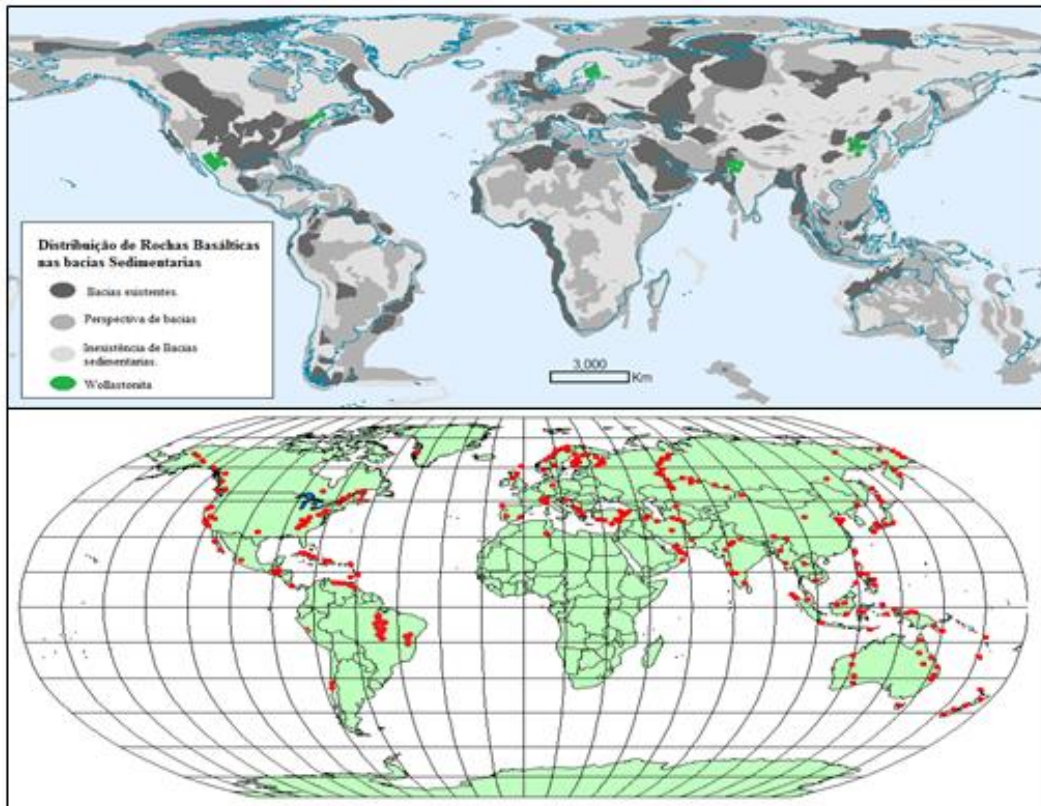 Distribuição de Rochas Basálticas
nas bacias Sedimentarias
Bacias existentes.
Perspectiva de bacias
Inexistência de Bacias
sedimentarias.
Wollastonita
3,000
Km